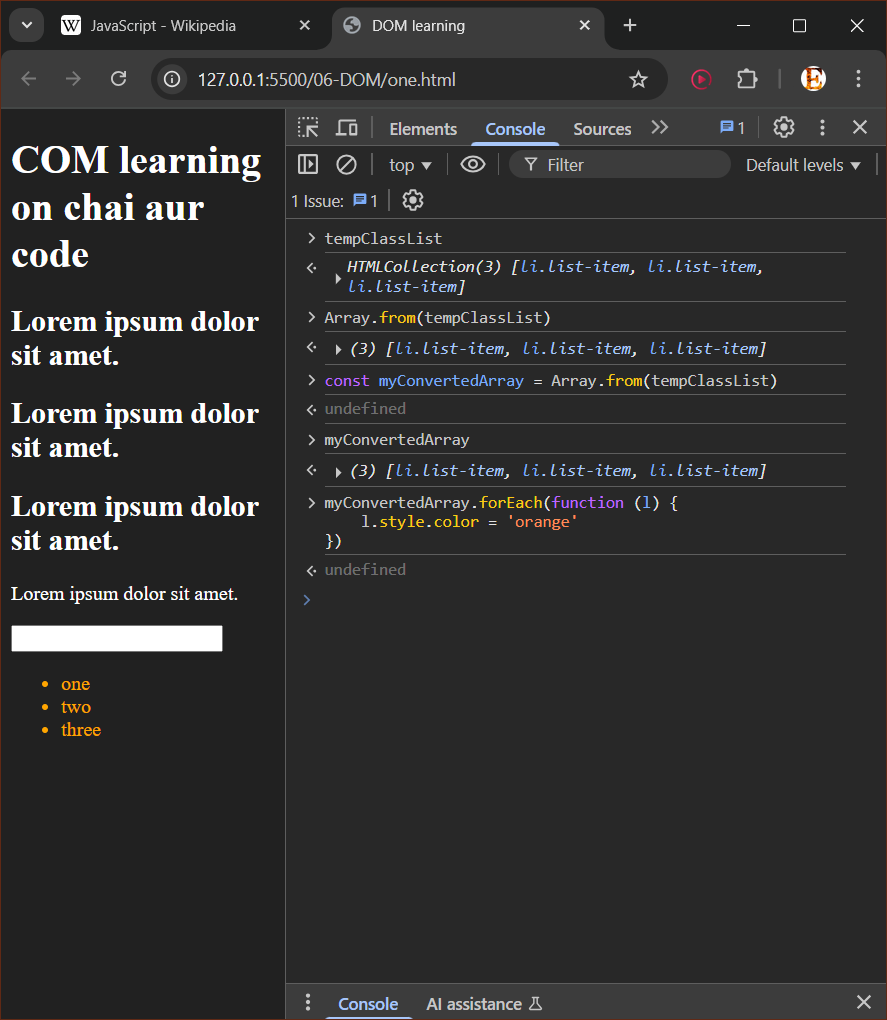 JavaScript - Wikipedia
DOM learning
127.0.0.1:5500/06-DOM/one.html
COM learning
on chai aur
code
Lorem ipsum dolor
sit amet.
Lorem ipsum dolor
sit amet.
Lorem ipsum dolor
sit amet.
Lorem ipsum dolor sit amet.
one
two
three
Elements
Console
Sources
1
top
Filter
Default levels
1 Issue: 1
tempClassList
HTMLCollection(3) [li.list-item, li.list-item,
li.list-item]
Array.from(tempClassList)
(3) [li.list-item, li.list-item, li.list-item]
const myConvertedArray = Array.from(tempClassList)
undefined
myConvertedArray
(3) [li.list-item, li.list-item, li.list-item]
myConvertedArray.forEach(function (l) {
l.style.color = 'orange'
})
undefined
Console
AI assistance